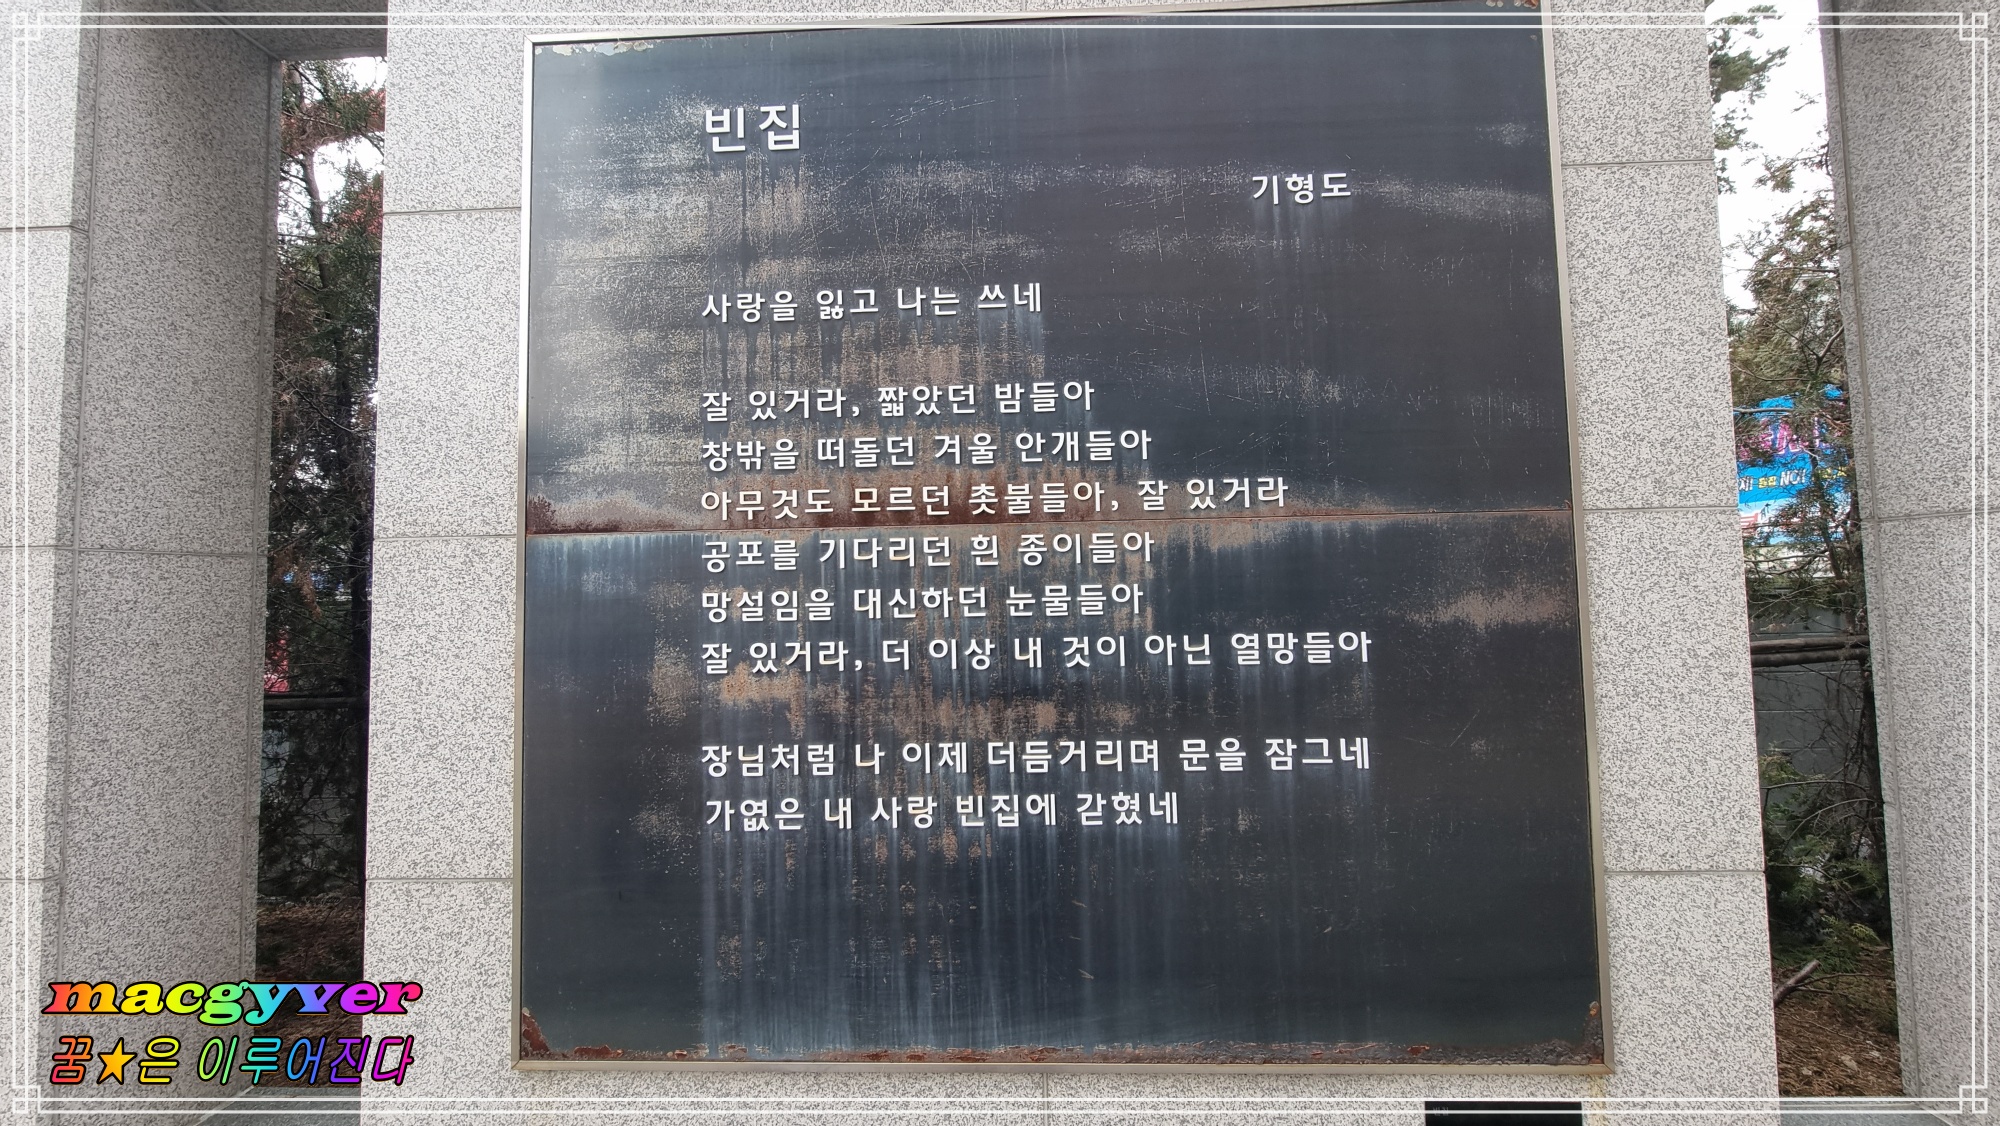 빈집
기형도
사랑을 잃고 나는 쓰네
잘 있거라, 짧았던 밤들아
창밖을 떠돌던 겨울 안개들아
아무것도 모르던 촛불들아, 잘 있거라
공포를 기다리던 흰 종이들아
망설임을 대신하던 눈물들아
잘 있거라, 더 이상 내 것이 아닌 열망들아
장님처럼 나 이제 더듬거리며 문을 잠그네
가엾은 내 사랑 빈집에 갇혔네
NO!
macgyver
꿈★은 이루어진다